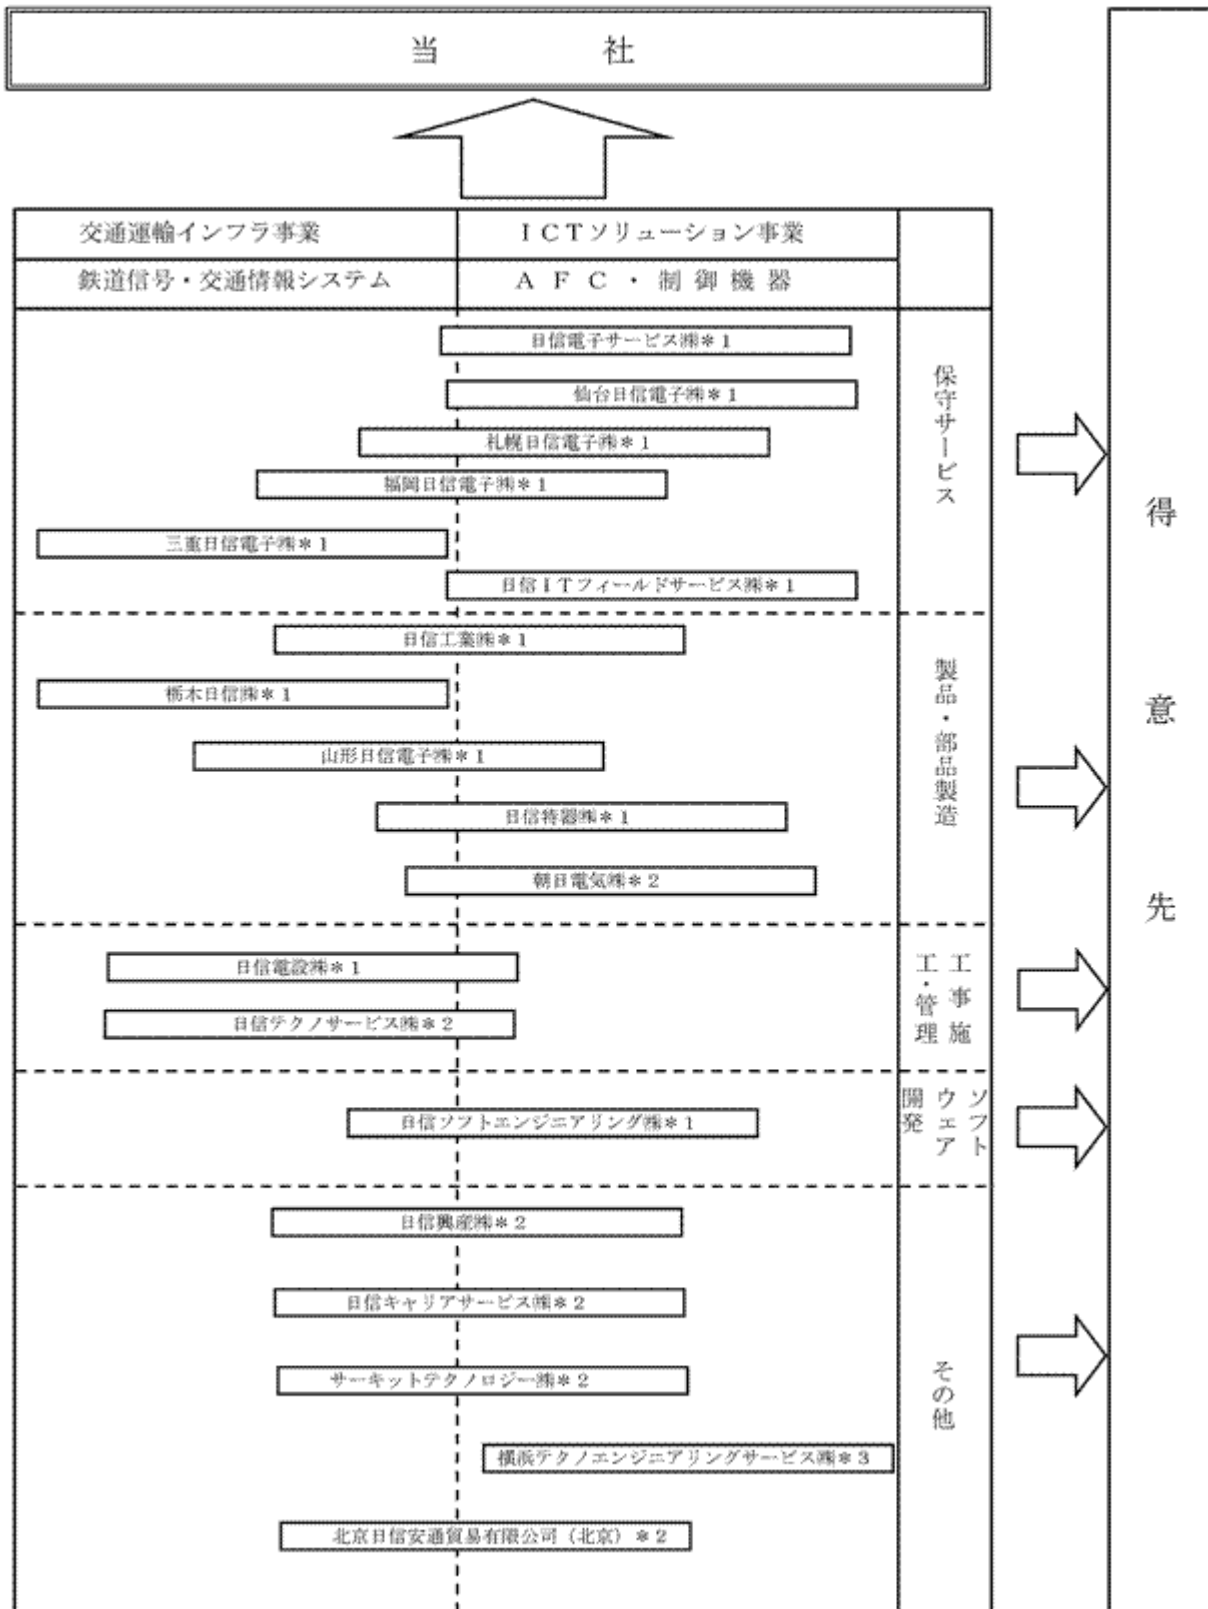 当社
交通運輸インフラ事業
ＩＣＴソリューション事業
鉄道信号・交通情報システム
ＡＦＣ・制御機器
日信電子サービス㈱＊１
仙台日信電子㈱＊１
札幌日信電子㈱＊１
福岡日信電子㈱＊１
三重日信電子㈱＊１
日信ＩＴフィールドサービス㈱＊１
保守サービス
日信工業㈱＊１
栃木日信㈱＊１
山形日信電子㈱＊１
日信特器㈱＊１
朝日電気㈱＊２
製品・部品製造
日信電設㈱＊１
日信テクノサービス㈱＊２
工事施
工・管理
日信ソフトエンジニアリング㈱＊１
ソフト
ウェア
開発
日信興産㈱＊２
日信キャリアサービス㈱＊２
サーキットテクノロジー㈱＊２
横浜テクノエンジニアリングサービス㈱＊３
北京日信安通貿易有限公司（北京）＊２
その他
得意先